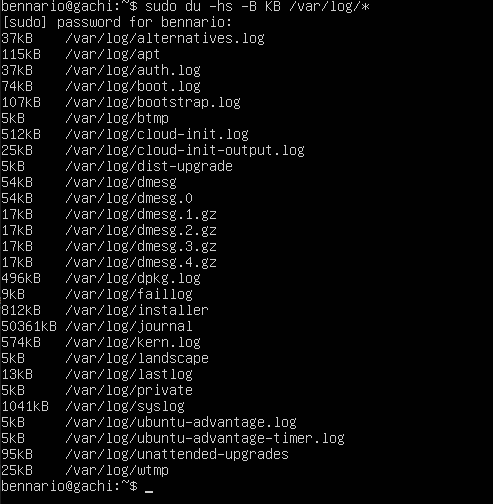 bennario@gachi:~$ sudo du -hs -B KB /var/log/*
[sudo] password for bennario:
37kB    /var/log/alternatives.log
115kB   /var/log/apt
37kB    /var/log/auth.log
74kB    /var/log/boot.log
107kB   /var/log/bootstrap.log
5kB     /var/log/btmp
512kB   /var/log/cloud-init.log
25kB    /var/log/cloud-init-output.log
5kB     /var/log/dist-upgrade
54kB    /var/log/dmesg
54kB    /var/log/dmesg.0
17kB    /var/log/dmesg.1.gz
17kB    /var/log/dmesg.2.gz
17kB    /var/log/dmesg.3.gz
17kB    /var/log/dmesg.4.gz
496kB   /var/log/dpkg.log
9kB     /var/log/faillog
812kB   /var/log/installer
50361kB /var/log/journal
574kB   /var/log/kern.log
5kB     /var/log/landscape
13kB    /var/log/lastlog
5kB     /var/log/private
1041kB  /var/log/syslog
5kB     /var/log/ubuntu-advantage.log
5kB     /var/log/ubuntu-advantage-timer.log
95kB    /var/log/unattended-upgrades
25kB    /var/log/wtmp
bennario@gachi:~$ _